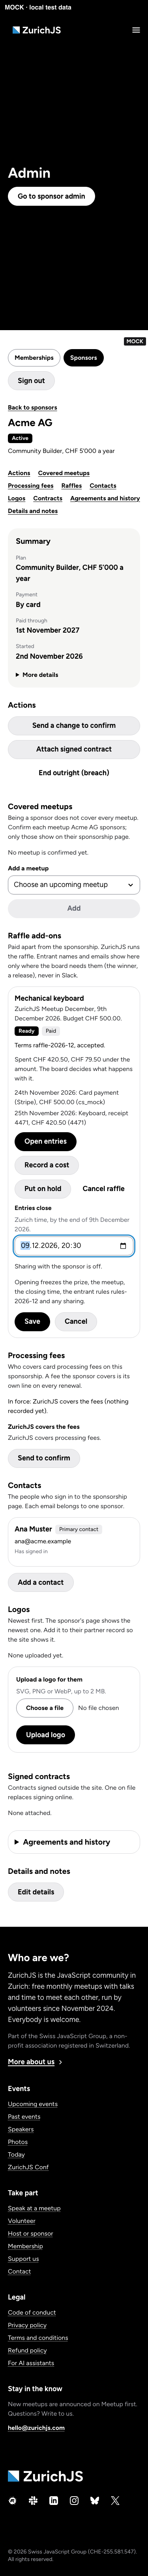 MOCK · local test data
ZurichJS
Admin
Go to sponsor admin
MOCK
Memberships
Sponsors
Sign out
Back to sponsors
Acme AG
Active
Community Builder, CHF 5'000 a year
Actions Covered meetups
Processing fees Raffles Contacts
Logos Contracts Agreements and history
Details and notes
Summary
Plan
Community Builder, CHF 5'000 a
year
Payment
By card
Paid through
1st November 2027
Started
2nd November 2026
More details
Actions
Send a change to confirm
Attach signed contract
End outright (breach)
Covered meetups
Being a sponsor does not cover every meetup.
Confirm each meetup Acme AG sponsors;
only those show on their sponsorship page.
No meetup is confirmed yet.
Add a meetup
Choose an upcoming meetup
Add
Raffle add-ons
Paid apart from the sponsorship. ZurichJS runs
the raffle. Entrant names and emails show here
only where the board needs them (the winner,
a release), never in Slack.
Mechanical keyboard
ZurichJS Meetup December, 9th
December 2026. Budget CHF 500.00.
Ready Paid
Terms raffle-2026-12, accepted.
Spent CHF 420.50, CHF 79.50 under the
amount. The board decides what happens
with it.
24th November 2026: Card payment
(Stripe), CHF 500.00 (cs_mock)
25th November 2026: Keyboard, receipt
4471, CHF 420.50 (4471)
Open entries
Record a cost
Put on hold
Cancel raffle
Entries close
Zurich time, by the end of 9th December
2026.
09.12.2026, 20:30
Sharing with the sponsor is off.
Opening freezes the prize, the meetup,
the closing time, the entrant rules rules-
2026-12 and any sharing.
Save
Cancel
Processing fees
Who covers card processing fees on this
sponsorship. A fee the sponsor covers is its
own line on every renewal.
In force: ZurichJS covers the fees (nothing
recorded yet).
ZurichJS covers the fees
ZurichJS covers processing fees.
Send to confirm
Contacts
The people who sign in to the sponsorship
page. Each email belongs to one sponsor.
Ana Muster Primary contact
ana@acme.example
Has signed in
Add a contact
Logos
Newest first. The sponsor's page shows the
newest one. Add it to their partner record so
the site shows it.
None uploaded yet.
Upload a logo for them
SVG, PNG or WebP, up to 2 MB.
Choose a file
No file chosen
Upload logo
Signed contracts
Contracts signed outside the site. One on file
replaces signing online.
None attached.
Agreements and history
Details and notes
Edit details
Who are we?
ZurichJS is the JavaScript community in
Zurich: free monthly meetups with talks
and time to meet each other, run by
volunteers since November 2024.
Everybody is welcome.
Part of the Swiss JavaScript Group, a non-
profit association registered in Switzerland.
More about us
Events
Upcoming events
Past events
Speakers
Photos
Today
ZurichJS Conf
Take part
Speak at a meetup
Volunteer
Host or sponsor
Membership
Support us
Contact
Legal
Code of conduct
Privacy policy
Terms and conditions
Refund policy
For AI assistants
Stay in the know
New meetups are announced on Meetup first.
Questions? Write to us.
hello@zurichjs.com
ZurichJS
© 2026 Swiss JavaScript Group (CHE-255.581.547).
All rights reserved.